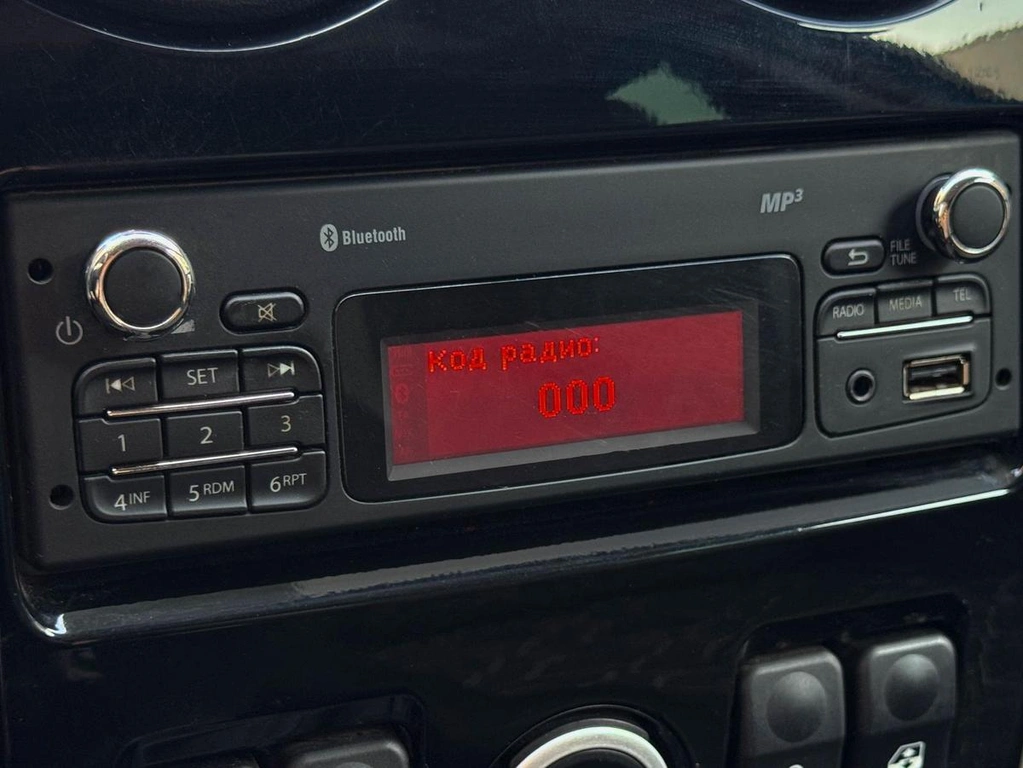 MP³
Bluetooth
FILE
TUNE
RADIO MEDIA TEL
SET
Код радио:
000
1 2 3
4 INF 5 RDM 6 RPT